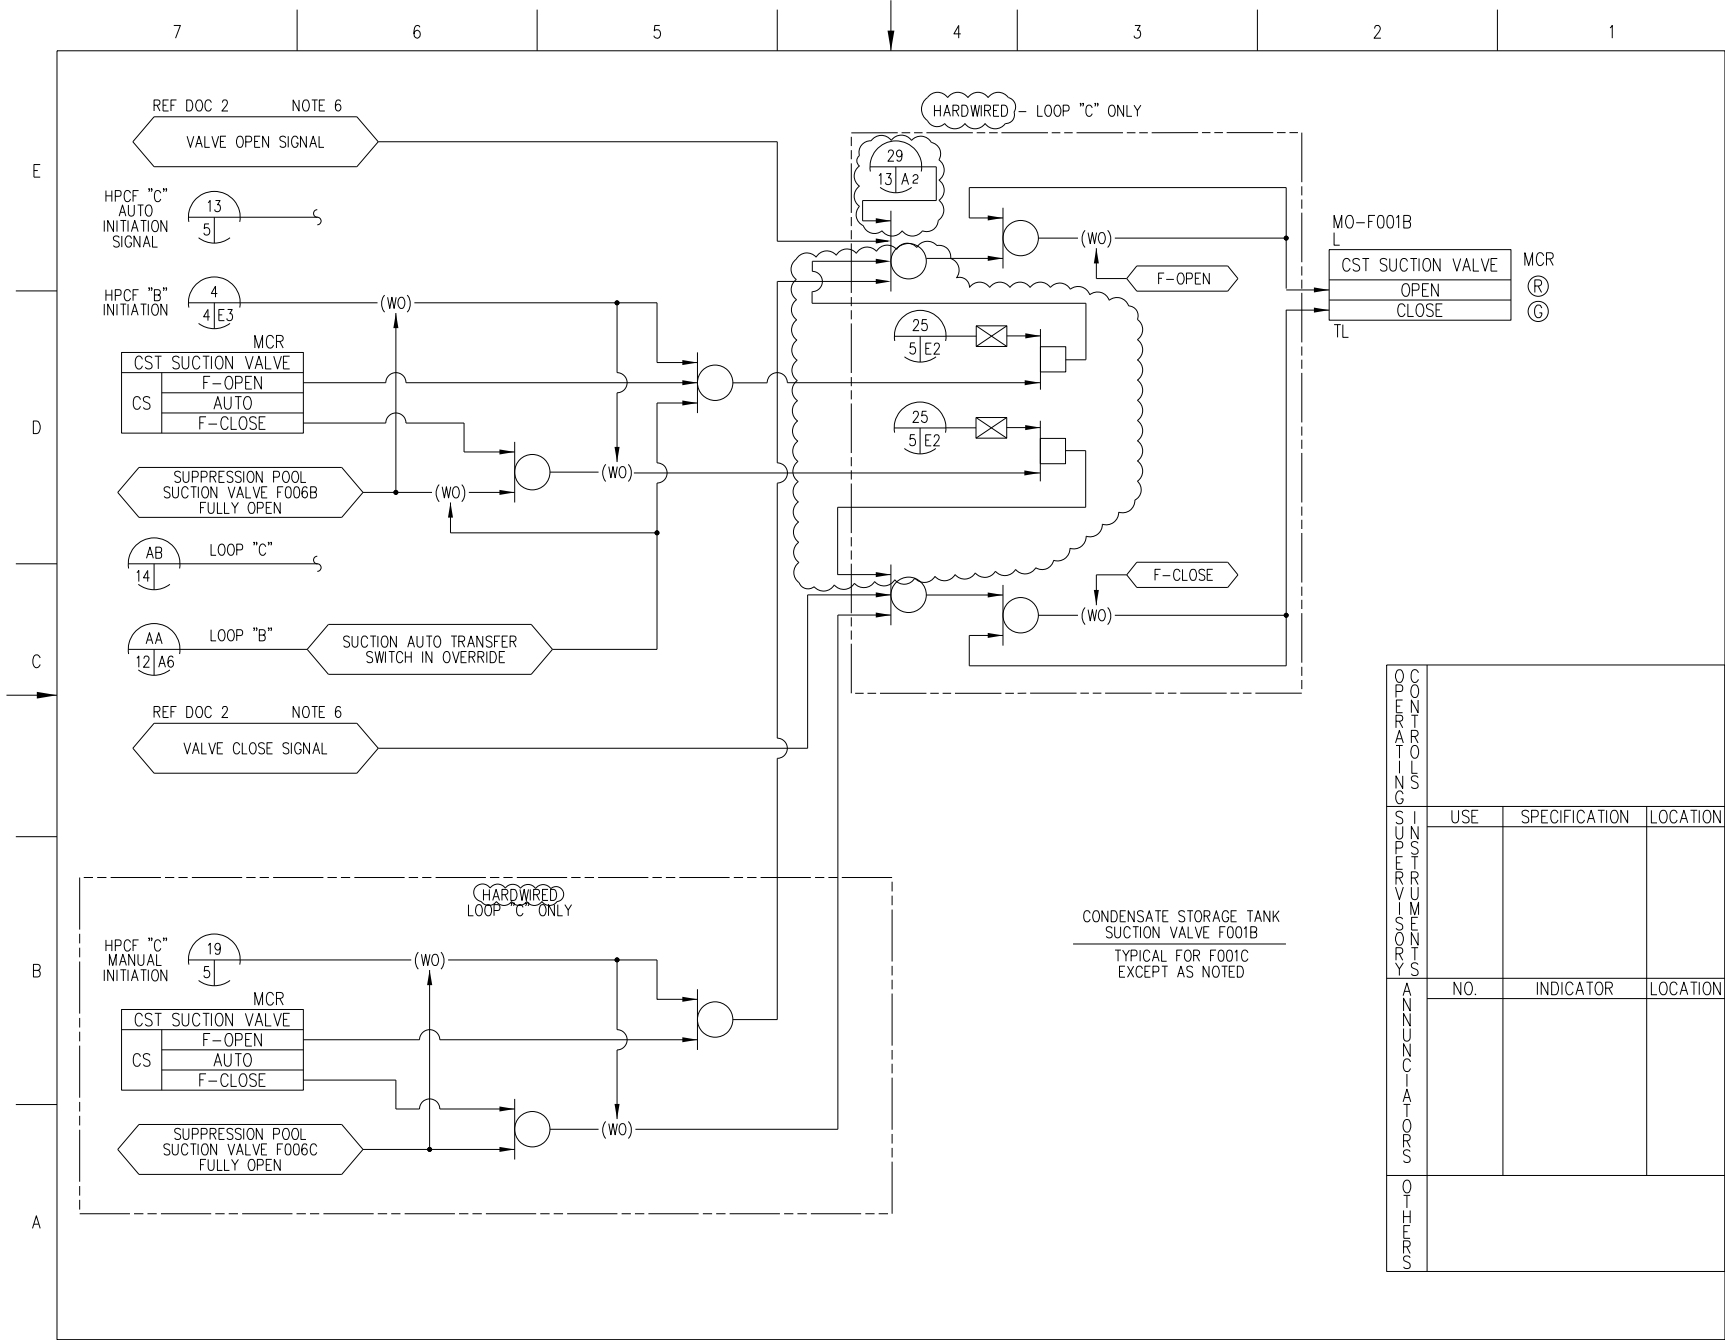 7 6 5 4 3 2 1
E
D
C
B
A
REF DOC 2 NOTE 6
VALVE OPEN SIGNAL
HPCF "C"
AUTO
INITIATION
SIGNAL
13
5
HPCF "B"
INITIATION
4
4 E3
(WO)
MCR
CST SUCTION VALVE
CS
F-OPEN
AUTO
F-CLOSE
SUPPRESSION POOL
SUCTION VALVE F006B
FULLY OPEN
(WO)
(WO)
AB
14
LOOP "C"
AA
12 A6
LOOP "B"
SUCTION AUTO TRANSFER
SWITCH IN OVERRIDE
REF DOC 2 NOTE 6
VALVE CLOSE SIGNAL
HARDWIRED - LOOP "C" ONLY
29
13 A2
(WO)
F-OPEN
25
5 E2
25
5 E2
F-CLOSE
(WO)
MO-F001B
L
CST SUCTION VALVE
OPEN
CLOSE
TL
MCR
R
G
HARDWIRED
LOOP "C" ONLY
HPCF "C"
MANUAL
INITIATION
19
5
(WO)
MCR
CST SUCTION VALVE
CS
F-OPEN
AUTO
F-CLOSE
SUPPRESSION POOL
SUCTION VALVE F006C
FULLY OPEN
(WO)
CONDENSATE STORAGE TANK
SUCTION VALVE F001B
TYPICAL FOR F001C
EXCEPT AS NOTED
OPERATING
CONTROLS
SUPERVISORY
INSTRUMENTS
USE SPECIFICATION LOCATION
ANNUNCIATORS
NO. INDICATOR LOCATION
OTHERS